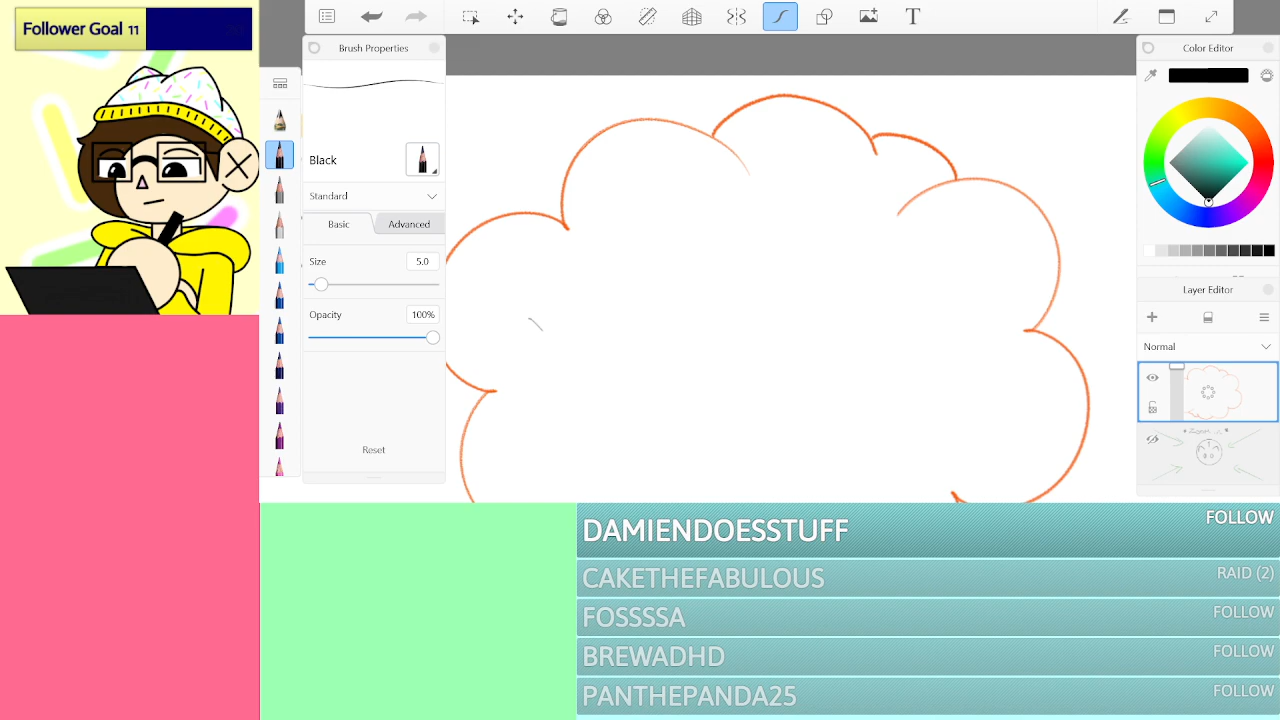 Follower Goal 11
T
Brush Properties
Black
Standard
Basic
Advanced
Size
5.0
Opacity
100%
Reset
Color Editor
Layer Editor
Normal
DAMIENDOESSTUFF
FOLLOW
CAKETHEFABULOUS
RAID (2)
FOSSSSA
FOLLOW
BREWADHD
FOLLOW
PANTHEPANDA25
FOLLOW